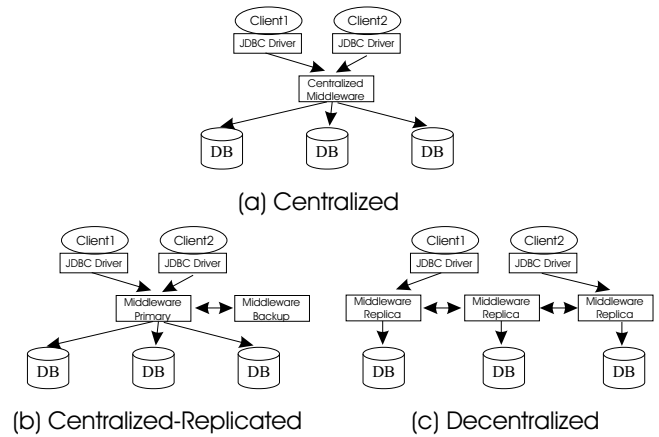 Client1
Client2
JDBC Driver
JDBC Driver
Centralized
Middleware
DB
DB
DB
(a) Centralized
Client1
Client2
JDBC Driver
JDBC Driver
Middleware
Primary
Middleware
Backup
DB
DB
DB
(b) Centralized-Replicated
Client1
Client2
JDBC Driver
JDBC Driver
Middleware
Replica
Middleware
Replica
Middleware
Replica
DB
DB
DB
(c) Decentralized